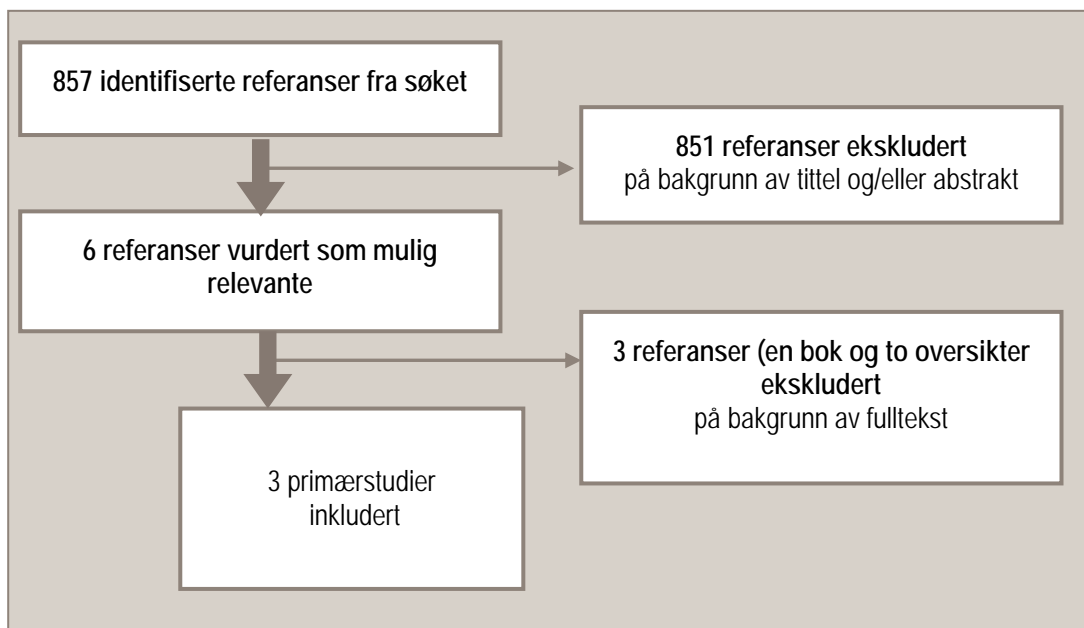 857 identifiserte referanser fra søket
851 referanser ekskludert
på bakgrunn av tittel og/eller abstrakt
6 referanser vurdert som mulig
relevante
3 referanser (en bok og to oversikter
ekskludert
på bakgrunn av fulltekst
3 primærstudier
inkludert